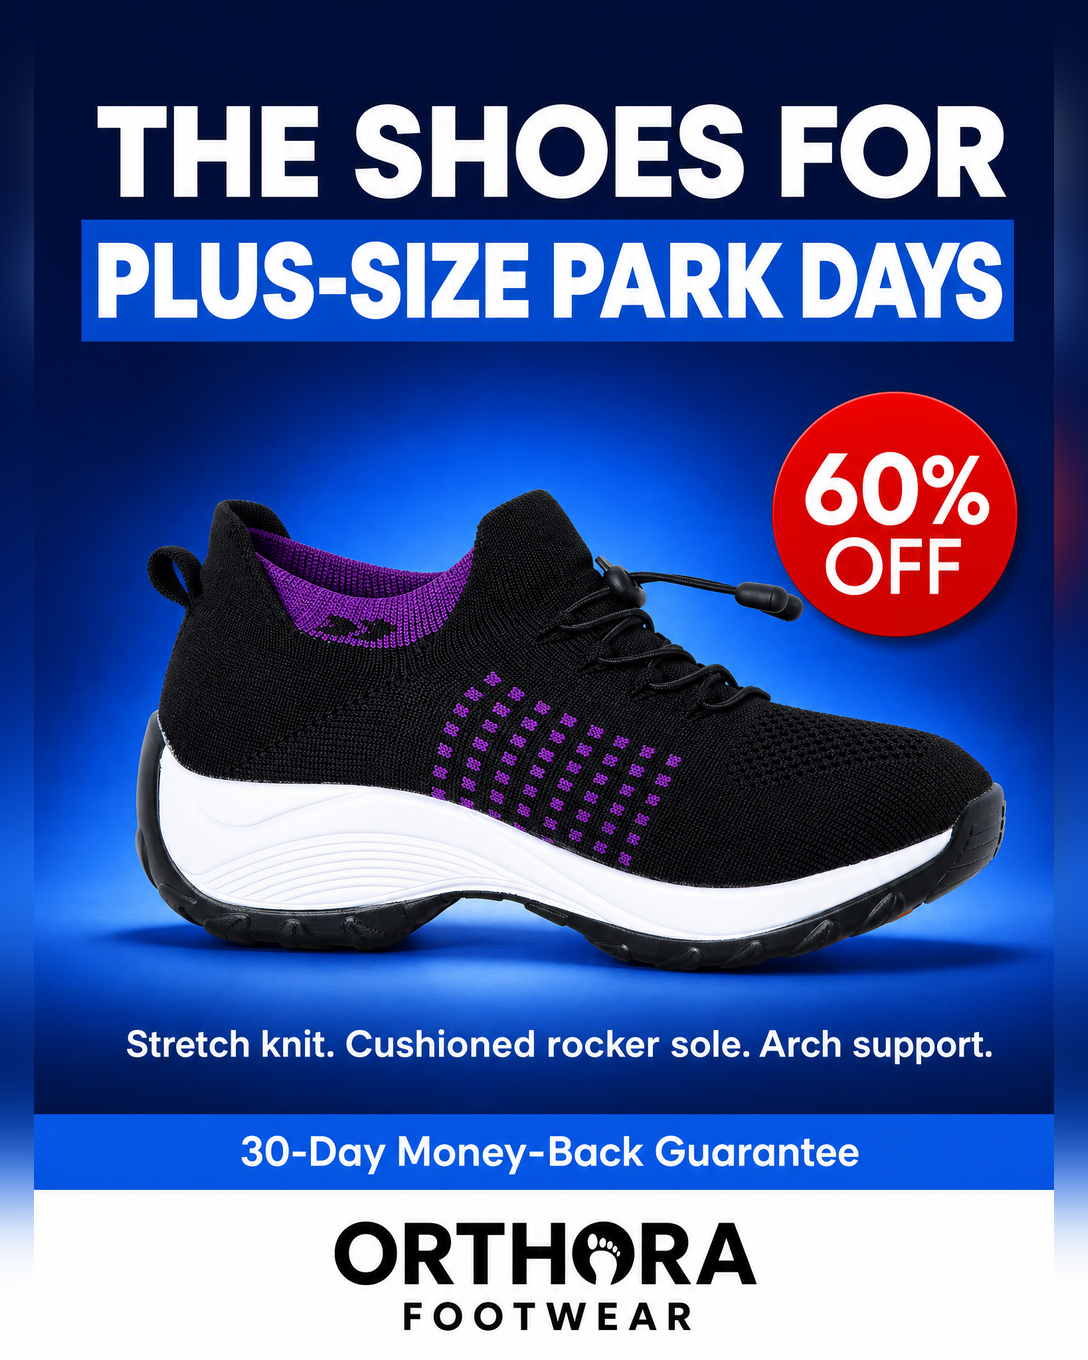 THE SHOES FOR
PLUS-SIZE PARK DAYS
60%
OFF
Stretch knit. Cushioned rocker sole. Arch support.
30-Day Money-Back Guarantee
ORTHORA
FOOTWEAR